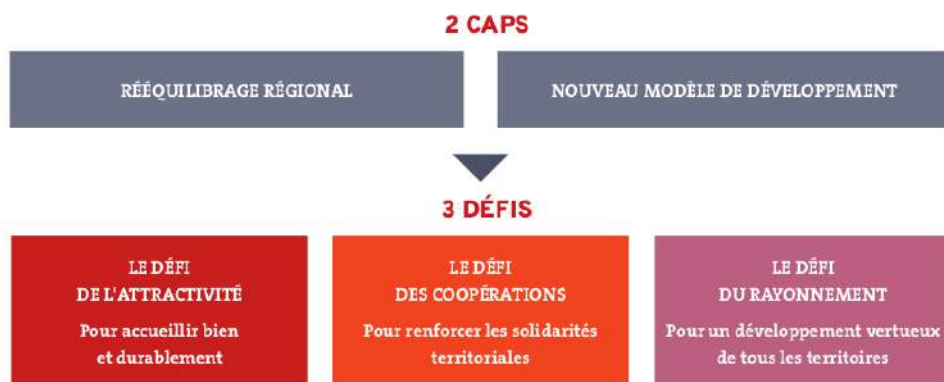 2 CAPS
RÉÉQUILIBRAGE RÉGIONAL
NOUVEAU MODÈLE DE DÉVELOPPEMENT
3 DÉFIS
LE DÉFI
DE L'ATTRACTIVITÉ
Pour accueillir bien
et durablement
LE DÉFI
DES COOPÉRATIONS
Pour renforcer les solidarités
territoriales
LE DÉFI
DU RAYONNEMENT
Pour un développement vertueux
de tous les territoires